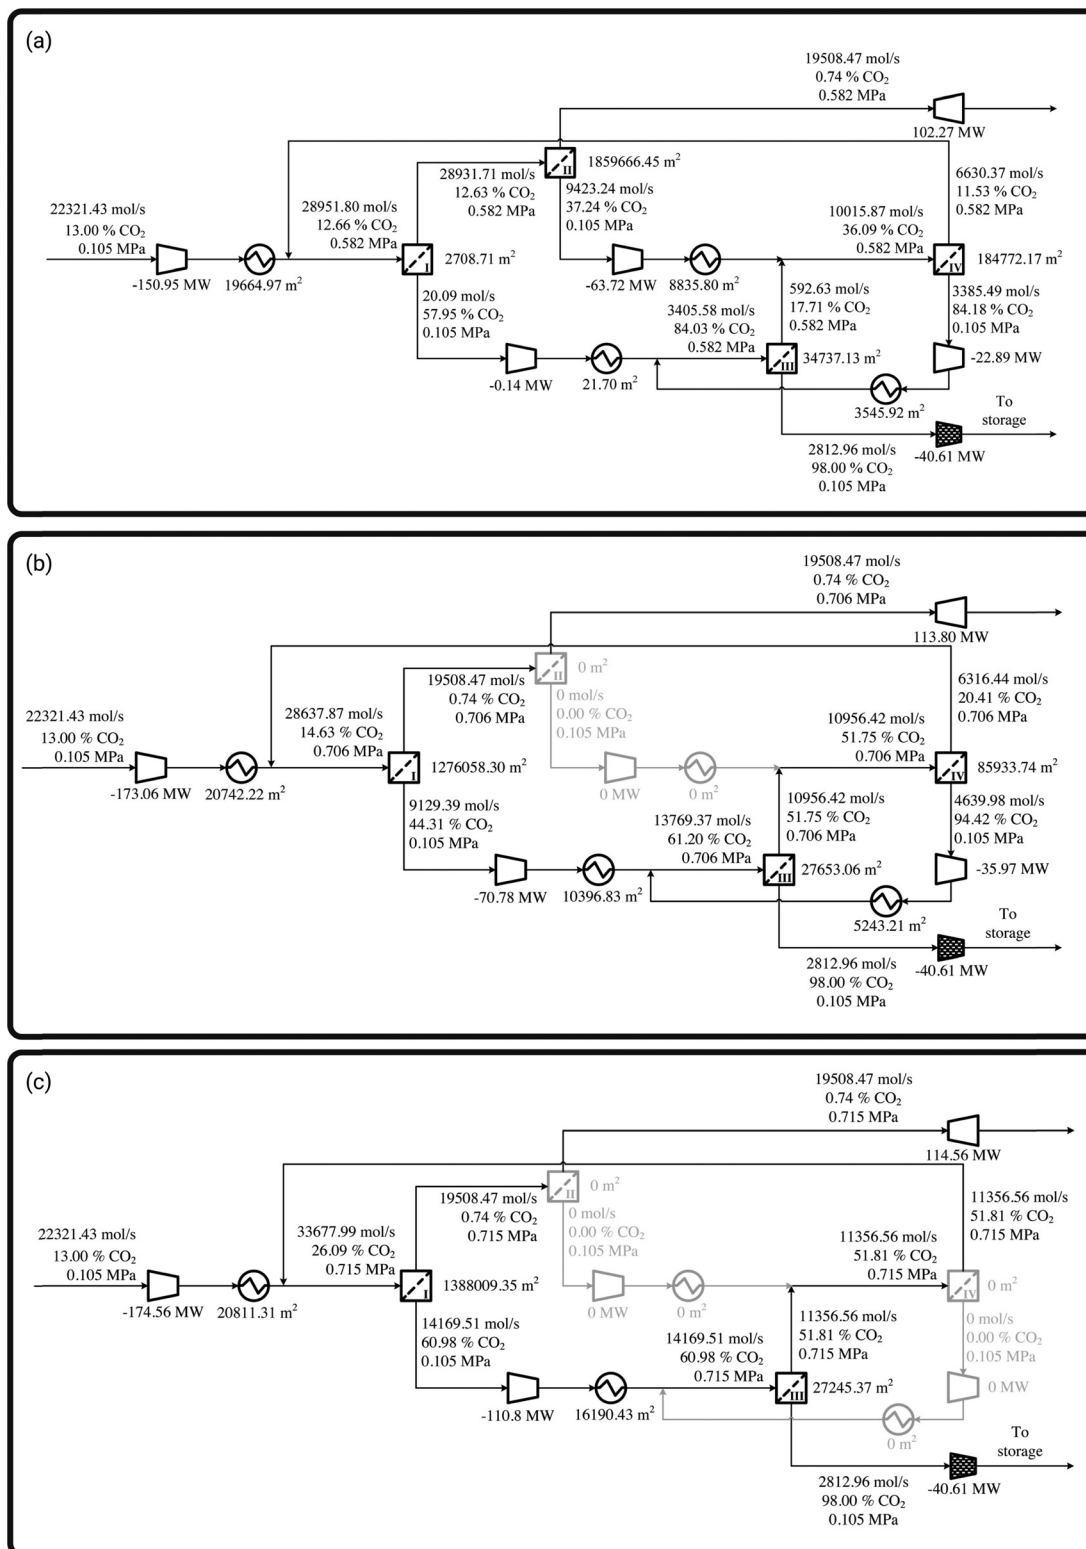 (a)
19508.47 mol/s
0.74 % CO₂
0.582 MPa
102.27 MW
II
1859666.45 m²
28931.71 mol/s
12.63 % CO₂
0.582 MPa
9423.24 mol/s
37.24 % CO₂
0.105 MPa
6630.37 mol/s
11.53 % CO₂
0.582 MPa
22321.43 mol/s
13.00 % CO₂
0.105 MPa
28951.80 mol/s
12.66 % CO₂
0.582 MPa
10015.87 mol/s
36.09 % CO₂
0.582 MPa
-150.95 MW
19664.97 m²
I
2708.71 m²
-63.72 MW
8835.80 m²
IV
184772.17 m²
20.09 mol/s
57.95 % CO₂
0.105 MPa
3405.58 mol/s
84.03 % CO₂
0.582 MPa
592.63 mol/s
17.71 % CO₂
0.582 MPa
3385.49 mol/s
84.18 % CO₂
0.105 MPa
-0.14 MW
21.70 m²
III
34737.13 m²
-22.89 MW
3545.92 m²
To
storage
-40.61 MW
2812.96 mol/s
98.00 % CO₂
0.105 MPa
(b)
19508.47 mol/s
0.74 % CO₂
0.706 MPa
113.80 MW
II
0 m²
19508.47 mol/s
0.74 % CO₂
0.706 MPa
0 mol/s
0.00 % CO₂
0.105 MPa
6316.44 mol/s
20.41 % CO₂
0.706 MPa
22321.43 mol/s
13.00 % CO₂
0.105 MPa
28637.87 mol/s
14.63 % CO₂
0.706 MPa
10956.42 mol/s
51.75 % CO₂
0.706 MPa
-173.06 MW
20742.22 m²
I
1276058.30 m²
0 MW
0 m²
IV
85933.74 m²
9129.39 mol/s
44.31 % CO₂
0.105 MPa
13769.37 mol/s
61.20 % CO₂
0.706 MPa
10956.42 mol/s
51.75 % CO₂
0.706 MPa
4639.98 mol/s
94.42 % CO₂
0.105 MPa
-70.78 MW
10396.83 m²
III
27653.06 m²
-35.97 MW
5243.21 m²
To
storage
-40.61 MW
2812.96 mol/s
98.00 % CO₂
0.105 MPa
(c)
19508.47 mol/s
0.74 % CO₂
0.715 MPa
114.56 MW
II
0 m²
19508.47 mol/s
0.74 % CO₂
0.715 MPa
0 mol/s
0.00 % CO₂
0.105 MPa
11356.56 mol/s
51.81 % CO₂
0.715 MPa
22321.43 mol/s
13.00 % CO₂
0.105 MPa
33677.99 mol/s
26.09 % CO₂
0.715 MPa
11356.56 mol/s
51.81 % CO₂
0.715 MPa
-174.56 MW
20811.31 m²
I
1388009.35 m²
0 MW
0 m²
IV
0 m²
14169.51 mol/s
60.98 % CO₂
0.105 MPa
14169.51 mol/s
60.98 % CO₂
0.715 MPa
11356.56 mol/s
51.81 % CO₂
0.715 MPa
0 mol/s
0.00 % CO₂
0.105 MPa
-110.8 MW
16190.43 m²
III
27245.37 m²
0 MW
0 m²
To
storage
-40.61 MW
2812.96 mol/s
98.00 % CO₂
0.105 MPa